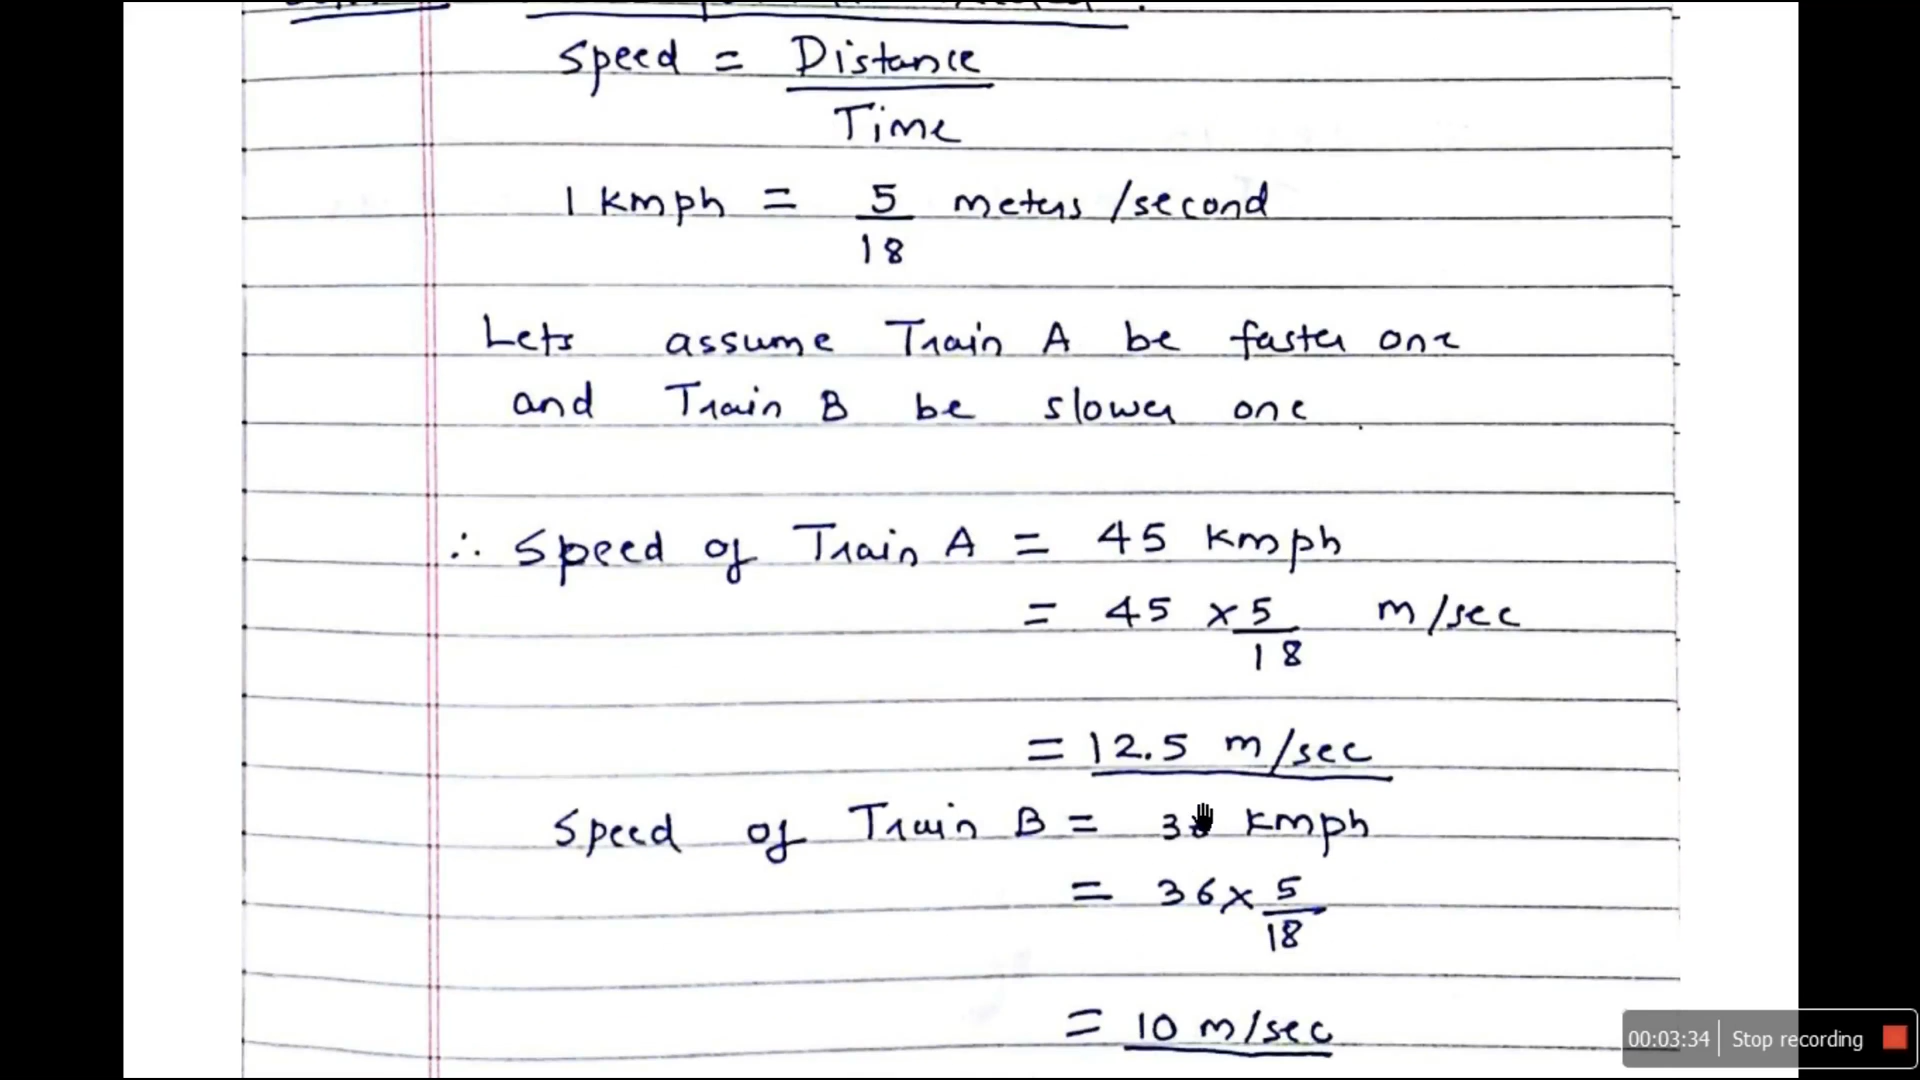 Speed = Distance
Time
1 kmph = 5 meters /second
18
Lets assume Train A be faster one
and Train B be slower one
∴ Speed of Train A = 45 kmph
= 45 × 5 m/sec
18
= 12.5 m/sec
Speed of Train B = kmph
= 36 × 5
18
= 10 m/sec
00:03:34 Stop recording